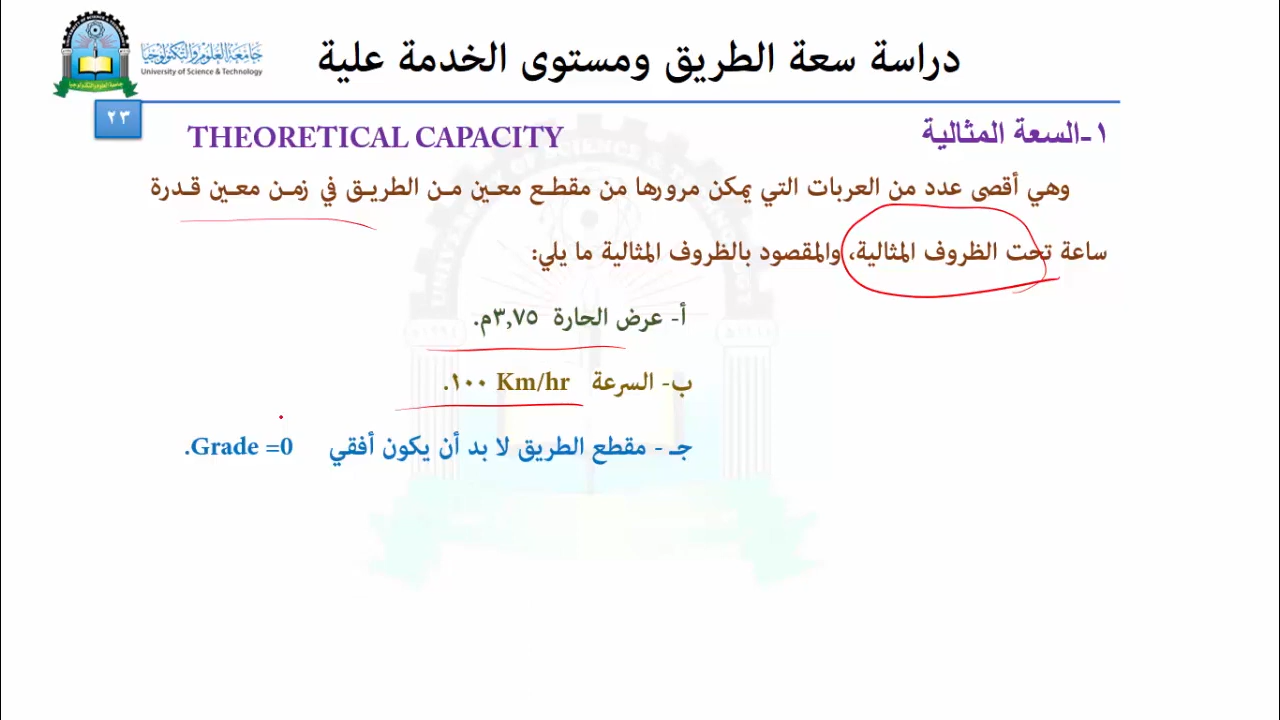 جامعة العلوم والتكنولوجيا
University of Science & Technology
دراسة سعة الطريق ومستوى الخدمة علية
٢٣
١-السعة المثالية THEORETICAL CAPACITY
وهي أقصى عدد من العربات التي يمكن مرورها من مقطع معين من الطريق في زمن معين قدرة
ساعة تحت الظروف المثالية، والمقصود بالظروف المثالية ما يلي:
أ- عرض الحارة ٣,٧٥م.
ب- السرعة ١٠٠ Km/hr.
جـ - مقطع الطريق لا بد أن يكون أفقي Grade =0.